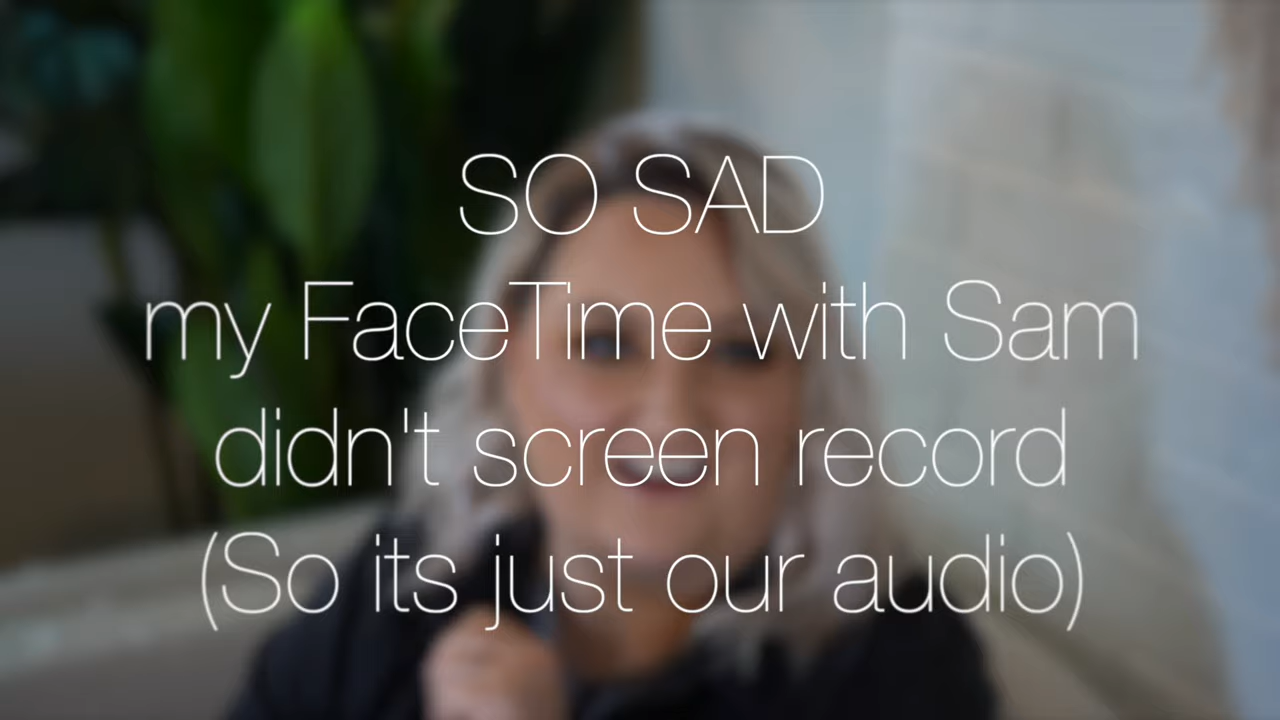 SO SAD
my FaceTime with Sam
didn't screen record
(So its just our audio)